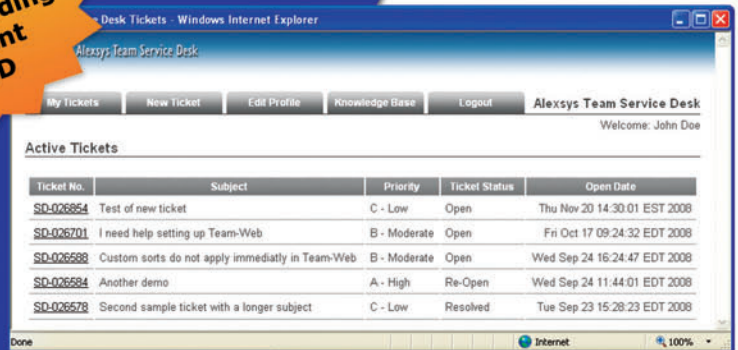 Desk Tickets - Windows Internet Explorer
Alexsys Team Service Desk
My Tickets New Ticket Edit Profile Knowledge Base Logout Alexsys Team Service Desk
Welcome: John Doe
Active Tickets
Ticket No. Subject Priority Ticket Status Open Date
SD-026854 Test of new ticket C - Low Open Thu Nov 20 14:30:01 EST 2008
SD-026701 I need help setting up Team-Web B - Moderate Open Fri Oct 17 09:24:32 EDT 2008
SD-026588 Custom sorts do not apply immediatly in Team-Web B - Moderate Open Wed Sep 24 16:24:47 EDT 2008
SD-026584 Another demo A - High Re-Open Wed Sep 24 11:44:01 EDT 2008
SD-026578 Second sample ticket with a longer subject C - Low Resolved Tue Sep 23 15:28:23 EDT 2008
Done Internet 100%